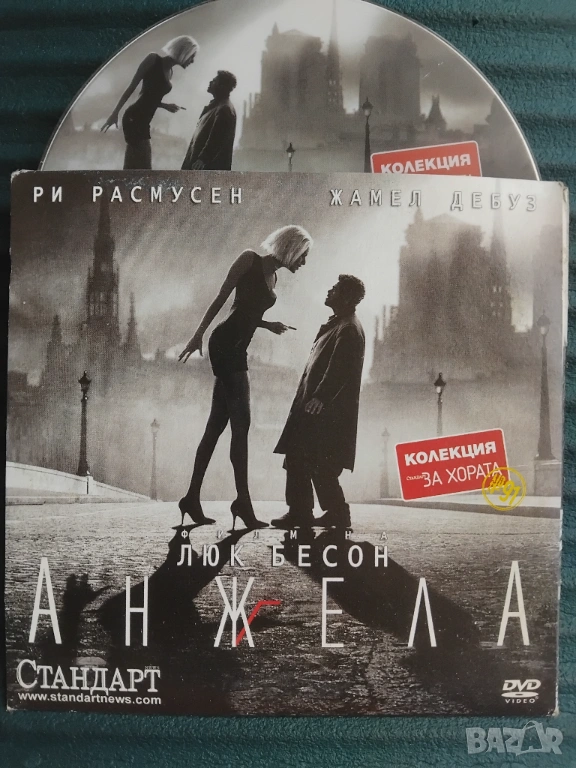 КОЛЕКЦИЯ
РИ РАСМУСЕН ЖАМЕЛ ДЕБУЗ
КОЛЕКЦИЯ
ЗА ХОРАТА
ФИЛМ НА
ЛЮК БЕСОН
АНЖЕЛА
СТАНДАРТ
www.standartnews.com
DVD
VIDEO
BAZAR